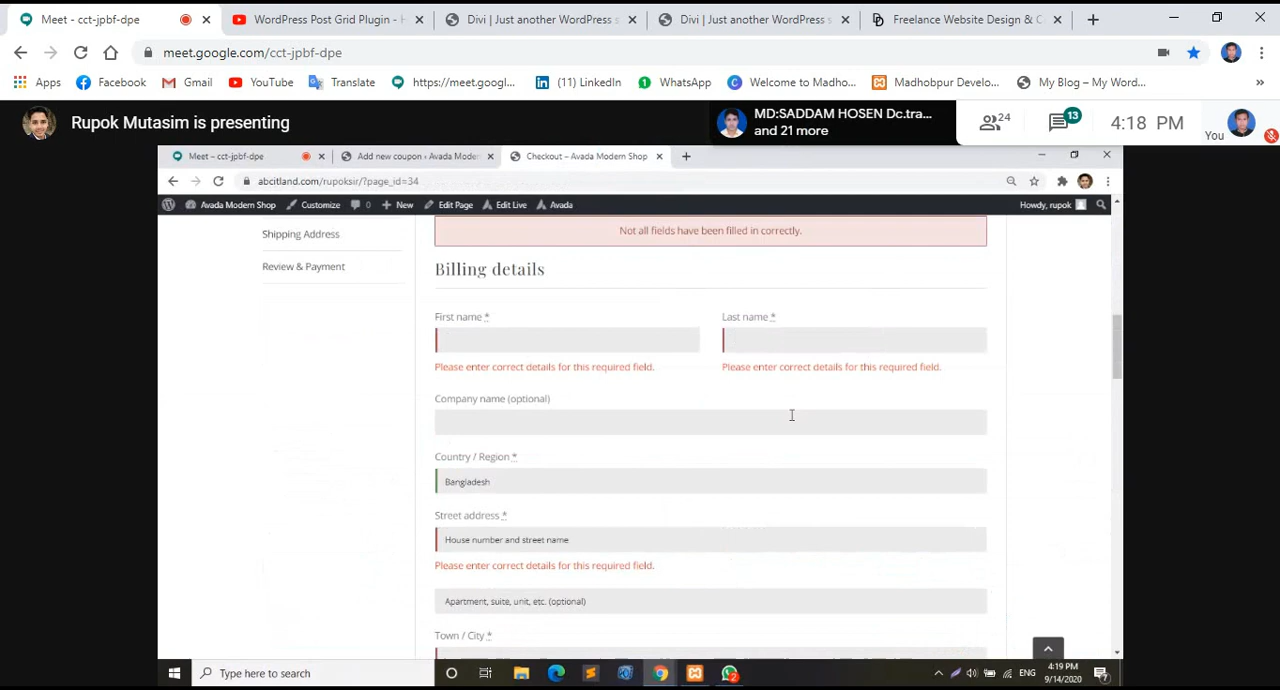 Meet - cct-jpbf-dpe
WordPress Post Grid Plugin - H
Divi | Just another WordPress s
Divi | Just another WordPress s
Freelance Website Design & C
meet.google.com/cct-jpbf-dpe
Apps
Facebook
Gmail
YouTube
Translate
https://meet.googl...
(11) LinkedIn
WhatsApp
Welcome to Madho...
Madhobpur Develo...
My Blog – My Wor...
»
Rupok Mutasim is presenting
MD:SADDAM HOSEN Dc.tra...
and 21 more
24
13
4:18 PM
You
Meet – cct-jpbf-dpe
Add new coupon ‹ Avada Moder
Checkout – Avada Modern Shop
abcitland.com/rupoksir/?page_id=34
Avada Modern Shop
Customize
0
New
Edit Page
Edit Live
Avada
Howdy, rupok
Shipping Address
Review & Payment
Not all fields have been filled in correctly.
Billing details
First name *
Last name *
Please enter correct details for this required field.
Please enter correct details for this required field.
Company name (optional)
Country / Region *
Bangladesh
Street address *
House number and street name
Please enter correct details for this required field.
Apartment, suite, unit, etc. (optional)
Town / City *
Type here to search
2
ENG
4:19 PM
9/14/2020
7